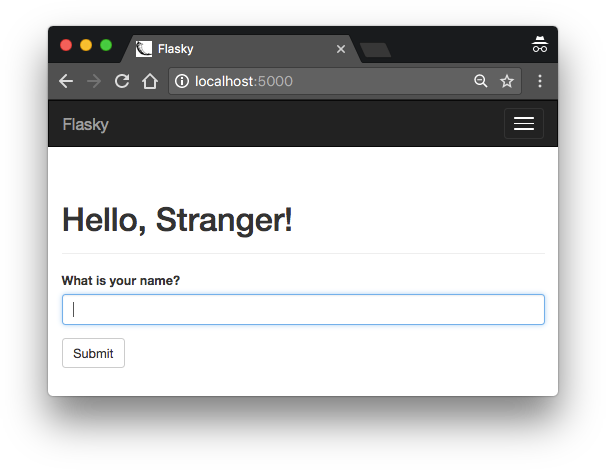 Flasky
localhost:5000
Flasky
Hello, Stranger!
What is your name?
Submit